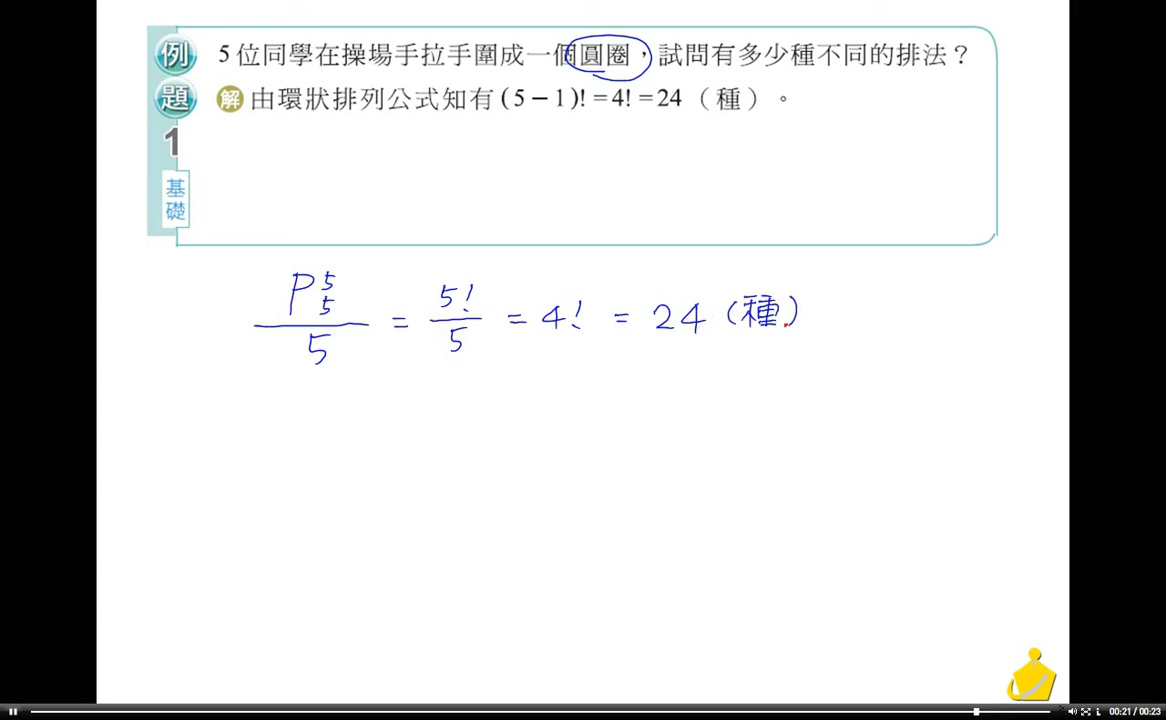 例題1
基礎
5位同學在操場手拉手圍成一個圓圈，試問有多少種不同的排法？
解 由環狀排列公式知有(5－1)!＝4!＝24（種）。
P⁵₅/5 = 5!/5 = 4! = 24 (種)
00:21 / 00:23